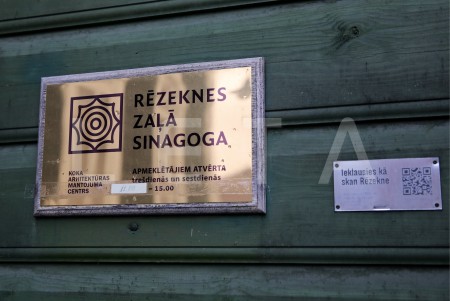 RĒZEKNES
ZAĻĀ
SINAGOGA
KOKA
ARHITEKTŪRAS
MANTOJUMA
CENTRS
APMEKLĒTĀJIEM ATVĒRTA
trešdienās un sestdienās
- 15.00
Ieklausies kā
skan Rēzekne